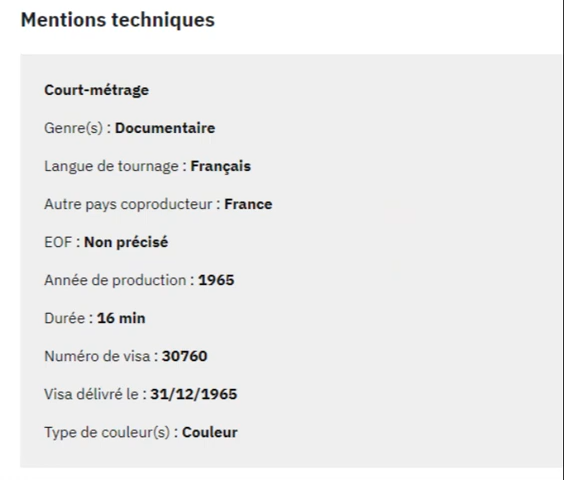 Mentions techniques
Court-métrage
Genre(s) : Documentaire
Langue de tournage : Français
Autre pays coproducteur : France
EOF : Non précisé
Année de production : 1965
Durée : 16 min
Numéro de visa : 30760
Visa délivré le : 31/12/1965
Type de couleur(s) : Couleur